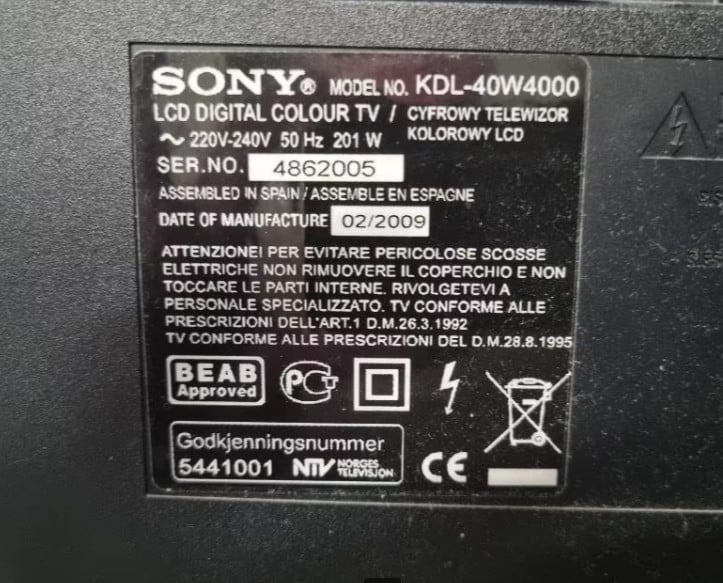 SONY® MODEL NO. KDL-40W4000
LCD DIGITAL COLOUR TV / CYFROWY TELEWIZOR
KOLOROWY LCD
~ 220V-240V 50 Hz 201 W
SER.NO. 4862005
ASSEMBLED IN SPAIN / ASSEMBLE EN ESPAGNE
DATE OF MANUFACTURE 02/2009
ATTENZIONE! PER EVITARE PERICOLOSE SCOSSE
ELETTRICHE NON RIMUOVERE IL COPERCHIO E NON
TOCCARE LE PARTI INTERNE. RIVOLGETEVI A
PERSONALE SPECIALIZZATO. TV CONFORME ALLE
PRESCRIZIONI DELL'ART.1 D.M.26.3.1992
TV CONFORME ALLE PRESCRIZIONI DEL D.M.28.8.1995
BEAB
Approved
Godkjenningsnummer
5441001 NTV NORGES
TELEVISJON
CE